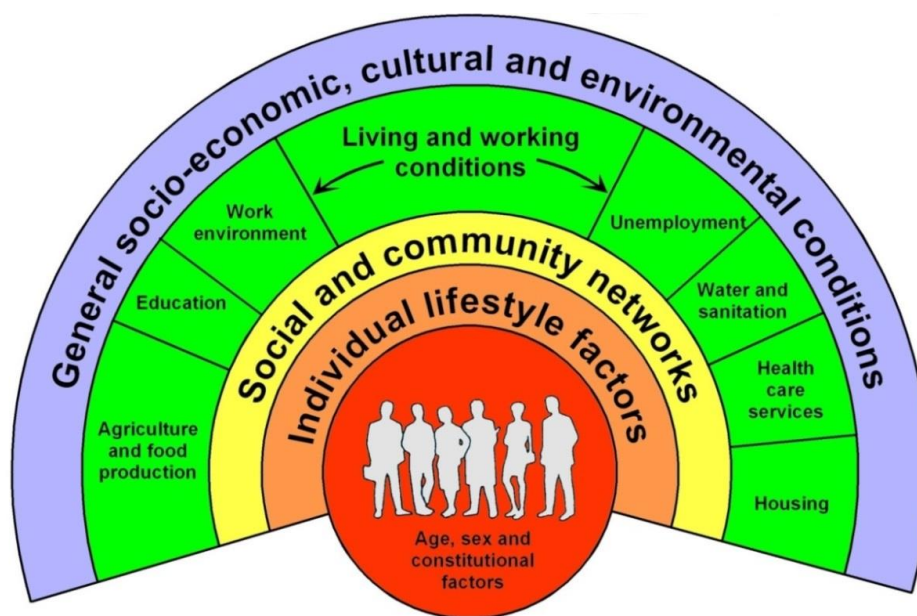 General socio-economic, cultural and environmental conditions
Living and working
conditions
Work
environment
Unemployment
Education
Water and
sanitation
Agriculture
and food
production
Health
care
services
Housing
Social and community networks
Individual lifestyle factors
Age, sex and
constitutional
factors